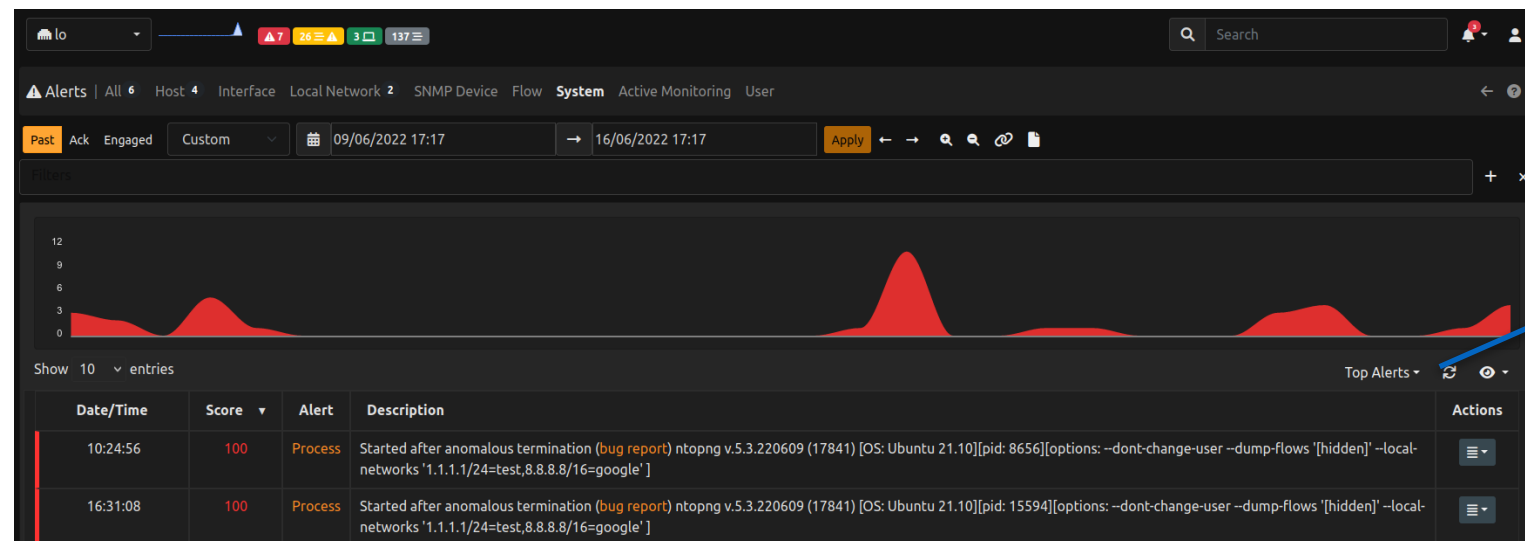 lo 7 26 3 137 Search 3
Alerts | All 6 Host 4 Interface Local Network 2 SNMP Device Flow System Active Monitoring User
Past Ack Engaged Custom 09/06/2022 17:17 → 16/06/2022 17:17 Apply ← →
Filters
12
9
6
3
0
Show 10 entries Top Alerts
Date/Time Score Alert Description Actions
10:24:56 100 Process Started after anomalous termination (bug report) ntopng v.5.3.220609 (17841) [OS: Ubuntu 21.10][pid: 8656][options: --dont-change-user --dump-flows '[hidden]' --local-
networks '1.1.1.1/24=test,8.8.8.8/16=google' ]
16:31:08 100 Process Started after anomalous termination (bug report) ntopng v.5.3.220609 (17841) [OS: Ubuntu 21.10][pid: 15594][options: --dont-change-user --dump-flows '[hidden]' --local-
networks '1.1.1.1/24=test,8.8.8.8/16=google' ]